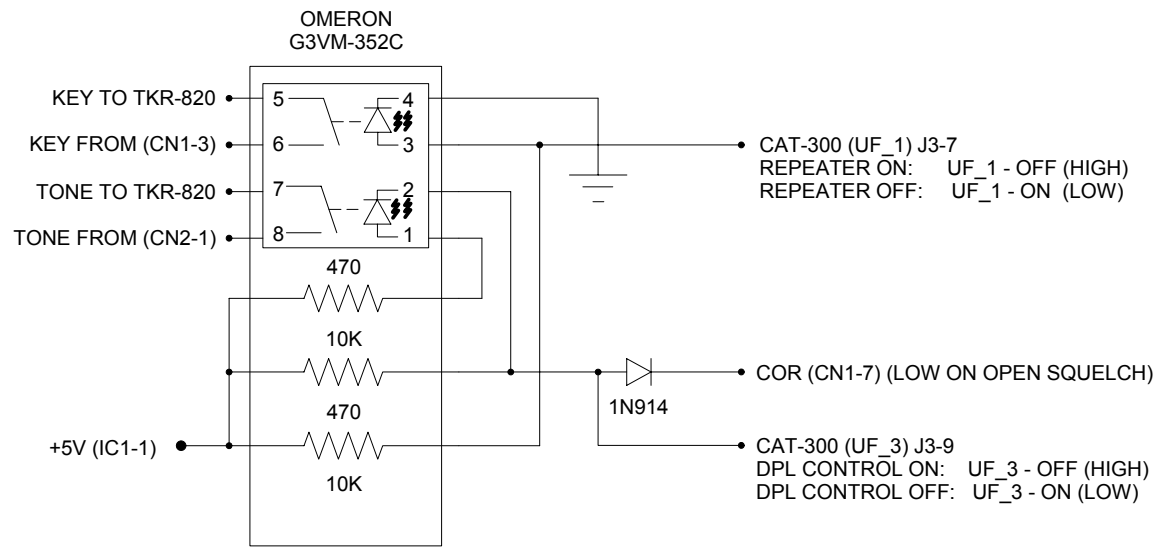 OMERON
G3VM-352C
KEY TO TKR-820
5
4
KEY FROM (CN1-3)
6
3
CAT-300 (UF_1) J3-7
REPEATER ON: UF_1 - OFF (HIGH)
REPEATER OFF: UF_1 - ON (LOW)
TONE TO TKR-820
7
2
TONE FROM (CN2-1)
8
1
470
10K
COR (CN1-7) (LOW ON OPEN SQUELCH)
1N914
470
+5V (IC1-1)
CAT-300 (UF_3) J3-9
DPL CONTROL ON: UF_3 - OFF (HIGH)
DPL CONTROL OFF: UF_3 - ON (LOW)
10K